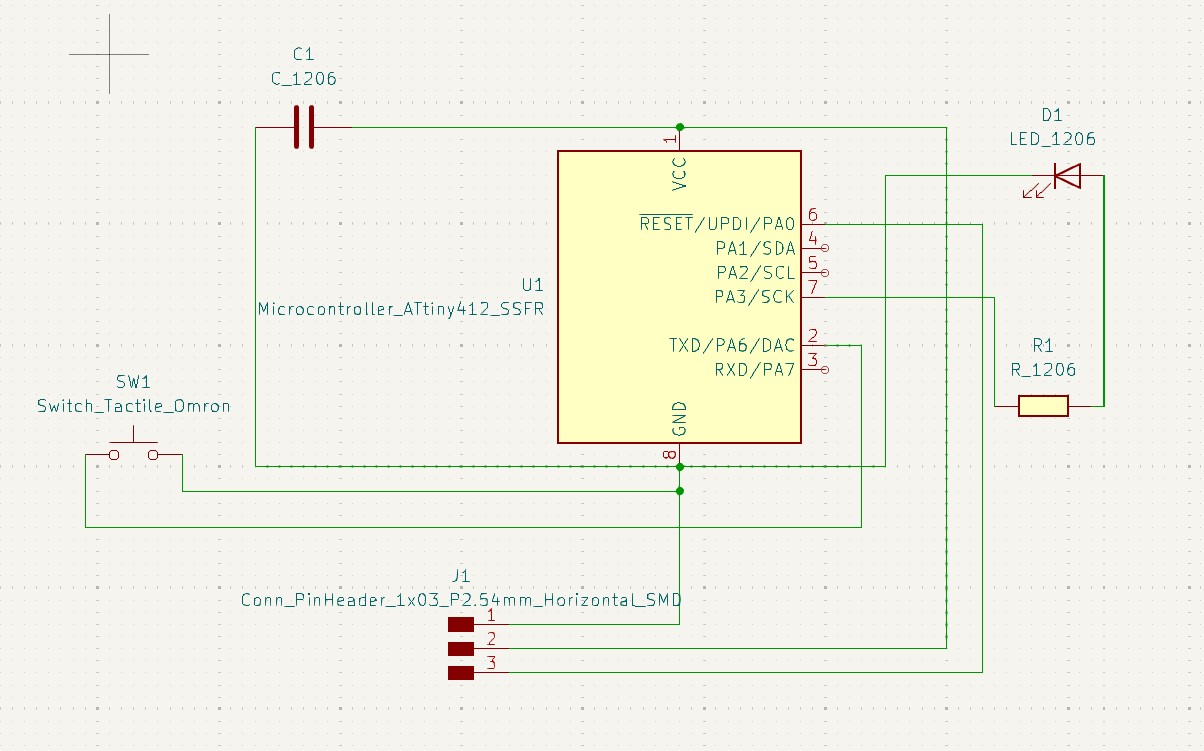 C1
C_1206
D1
LED_1206
1
VCC
RESET/UPDI/PA0
6
PA1/SDA
4
PA2/SCL
5
PA3/SCK
7
U1
Microcontroller_ATtiny412_SSFR
TXD/PA6/DAC
2
RXD/PA7
3
R1
R_1206
SW1
Switch_Tactile_Omron
GND
8
J1
Conn_PinHeader_1x03_P2.54mm_Horizontal_SMD
1
2
3